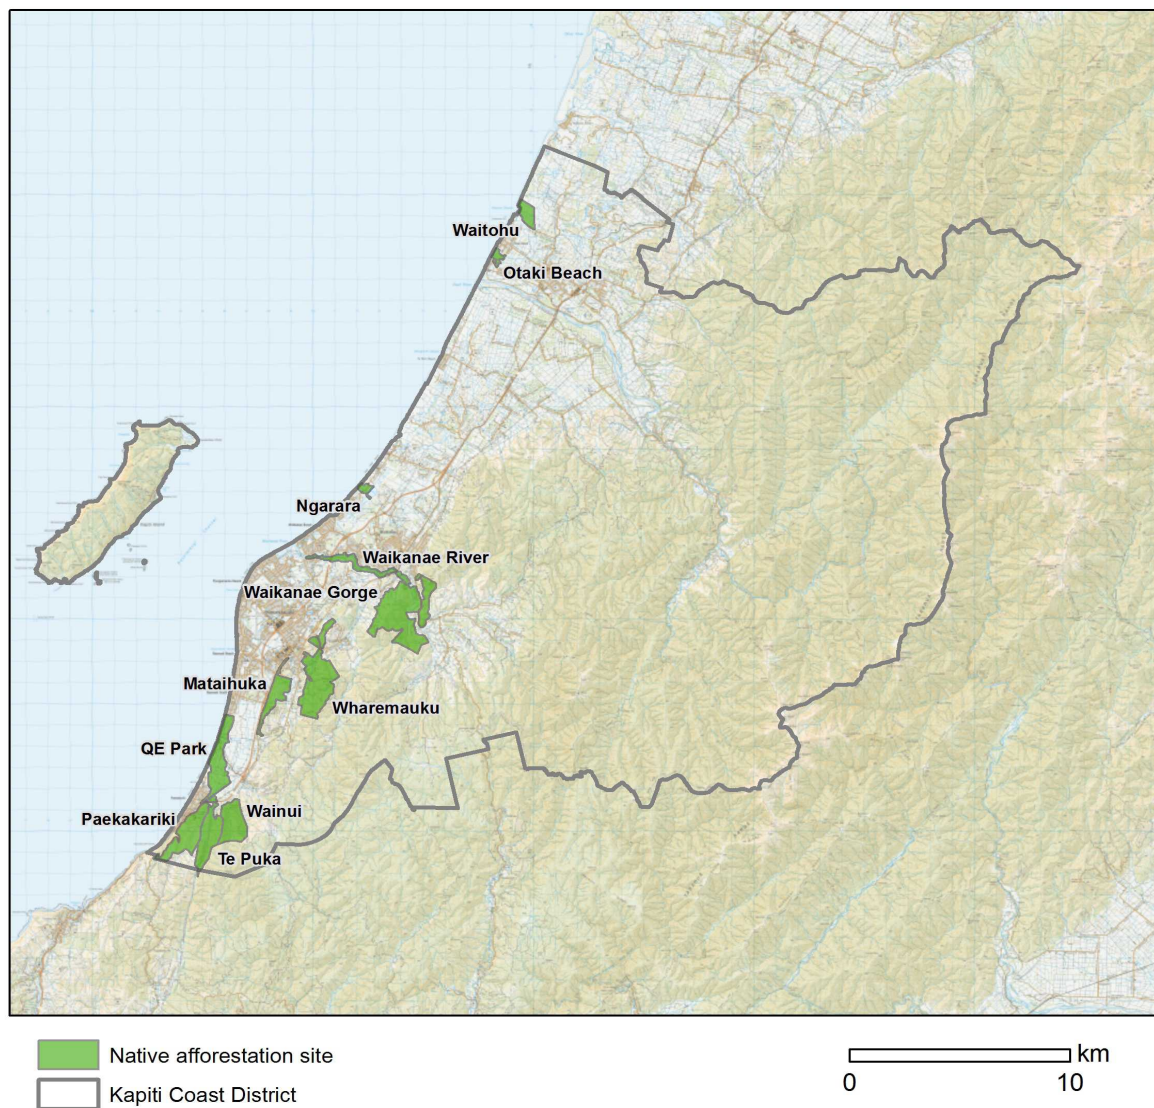 Waitohu
Otaki Beach
Ngarara
Waikanae River
Waikanae Gorge
Mataihuka
Wharemauku
QE Park
Paekakariki
Wainui
Te Puka
Native afforestation site
Kapiti Coast District
km
0 10